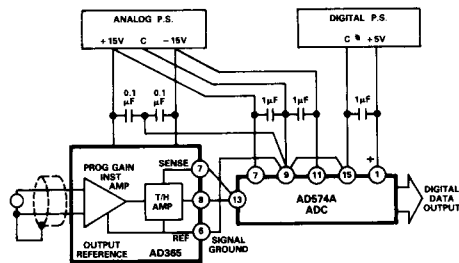 ANALOG P.S.
+15V C −15V
DIGITAL P.S.
C +5V
0.1 µF
0.1 µF
1µF
1µF
1µF
+
PROG GAIN INST AMP
T/H AMP
SENSE
REF
OUTPUT REFERENCE
AD365
7
8
6
SIGNAL GROUND
13
7
9
11
15
1
AD574A ADC
DIGITAL DATA OUTPUT